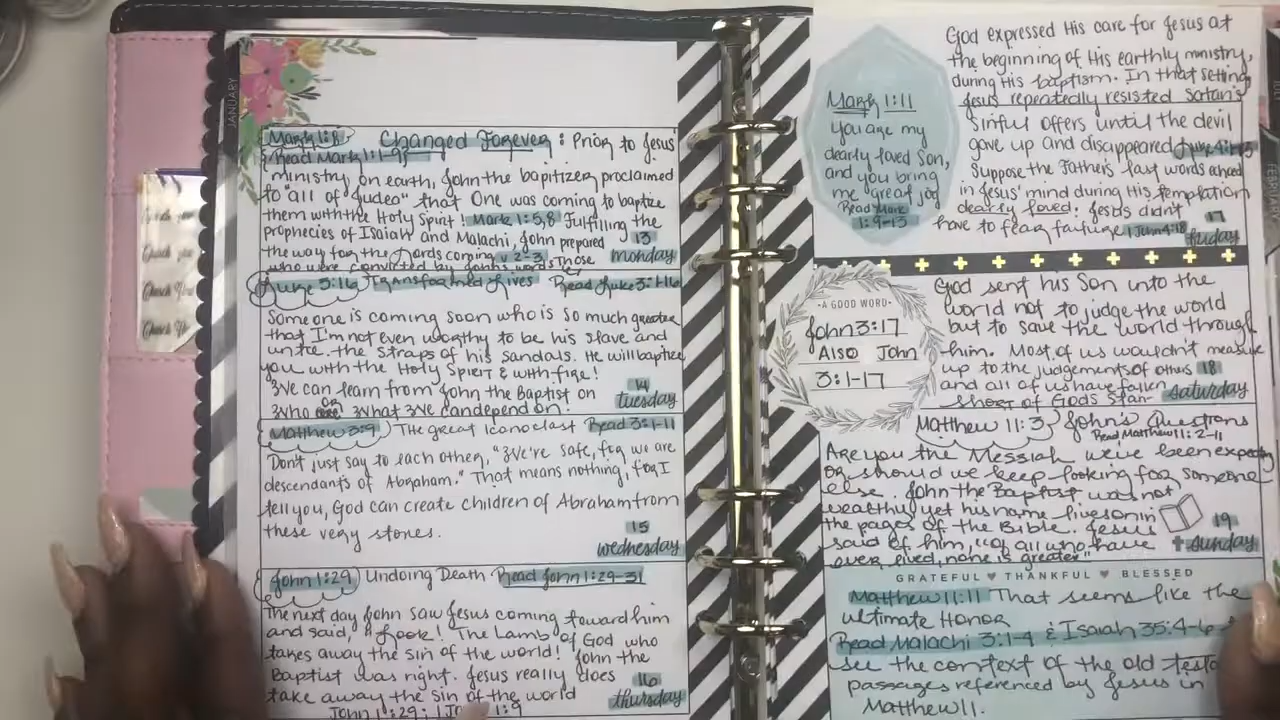 JANUARY
Mark 1:8 Changed Forever: Prior to Jesus
Read Mark 1:1-9
ministry on earth, John the baptizer proclaimed
to "all of Judea" that One was coming to baptize
them with the Holy Spirit! Mark 1:5,8 Fulfilling the
prophecies of Isaiah and Malachi, John prepared 13
the way for the Lords coming v 2-3. Those monday
who were convicted by John's words
Luke 3:16 Transformed Lives Read Luke 3:1-16
Someone is coming soon who is so much greater
that I'm not even worthy to be his slave and
untie the straps of his sandals. He will baptize
you with the Holy Spirit & with fire!
We can learn from John the Baptist on 14
Who or What We can depend on! tuesday
Matthew 3:9 The great Iconoclast Read 3:1-11
Don't just say to each other, "We're safe, for we are
descendants of Abraham." That means nothing, for I
tell you, God can create children of Abraham from
these very stones.
15
wednesday
John 1:29 Undoing Death. Read John 1:29-31
The next day John saw Jesus coming toward him
and said, "Look! The Lamb of God who
takes away the sin of the world! John the
Baptist was right. Jesus really does 16
take away the sin of the world thursday
John 1:29; 1:9
God expressed His care for Jesus at
the beginning of His earthly ministry,
during His baptism. In that setting
Jesus repeatedly resisted Satan's
Sinful offers until the devil
gave up and disappeared
Suppose the Father's last words echoed
in Jesus' mind during His temptation
dearly loved. Jesus didn't 17
have to fear failure 1 John 4:18 friday
Mark 1:11
You are my
dearly loved Son,
and you bring
me great joy
Read Mark
1:9-13
God sent his Son into the
world not to judge the world
but to save the world through
him. Most of us wouldn't measure
up to the judgements of others 18
and all of us have fallen saturday
short of Gods Star
·A GOOD WORD·
John 3:17
Also John
3:1-17
Matthew 11:3 John's Questions
Read Matthew 11:2-11
Are you the Messiah we've been expecting
or should we keep looking for someone
else. John the Baptist was not
wealthy yet his name lives on in
the pages of the Bible. Jesus 19
said of him, "Of all who have sunday
ever lived, none is greater"
GRATEFUL ♥ THANKFUL ♥ BLESSED
Matthew 11:11 That seems like the
ultimate Honor
Read Malachi 3:1-4 & Isaiah 35:4-6
see the context of the old
passages referenced by Jesus in
Matthew 11.
FEBRUARY